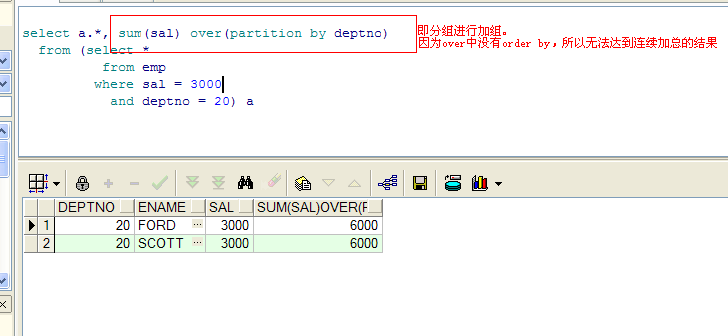 select a.*, sum(sal) over(partition by deptno)
即分组进行加组。
因为over中没有order by，所以无法达到连续加总的结果
from (select *
from emp
where sal = 3000
and deptno = 20) a
DEPTNO ENAME SAL SUM(SAL)OVER(P
1 20 FORD ... 3000 6000
2 20 SCOTT ... 3000 6000